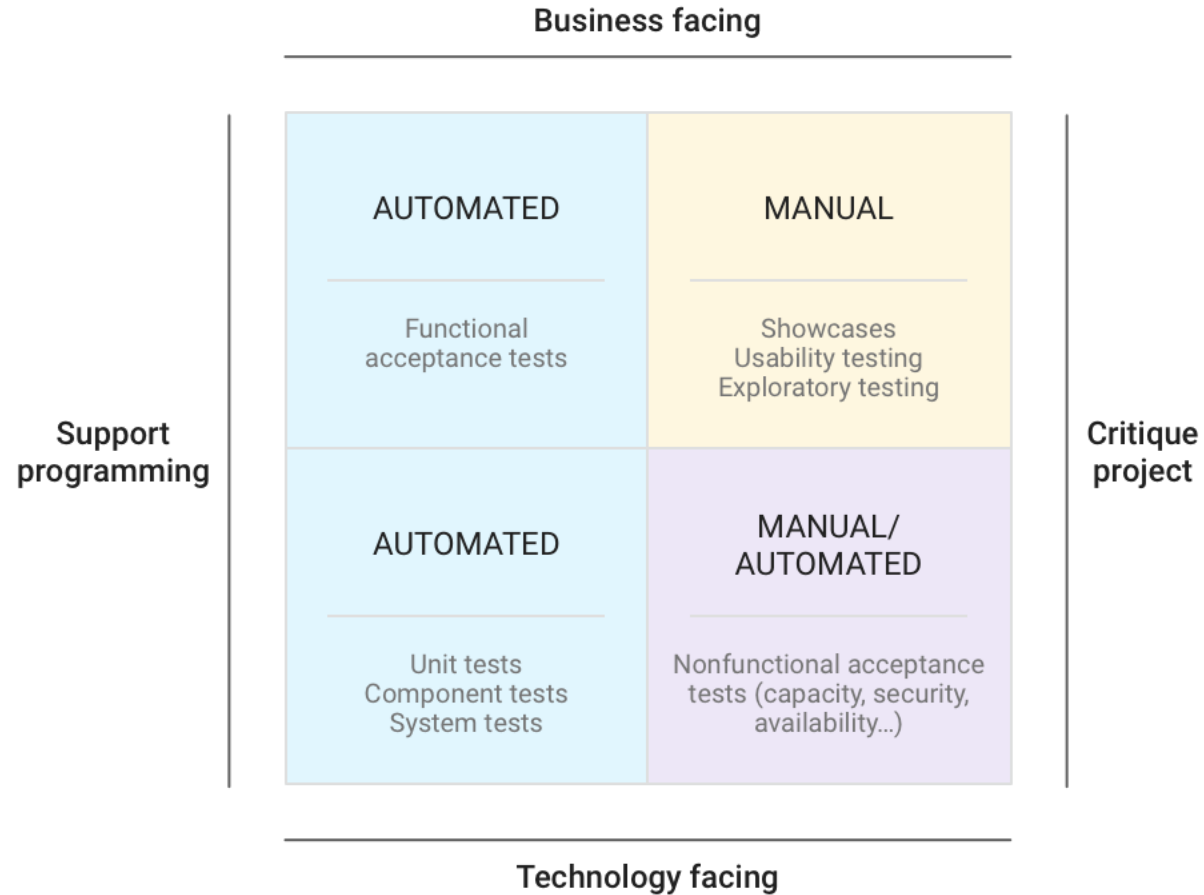 Business facing
AUTOMATED
MANUAL
Functional
acceptance tests
Showcases
Usability testing
Exploratory testing
Support
programming
Critique
project
AUTOMATED
MANUAL/
AUTOMATED
Unit tests
Component tests
System tests
Nonfunctional acceptance
tests (capacity, security,
availability...)
Technology facing